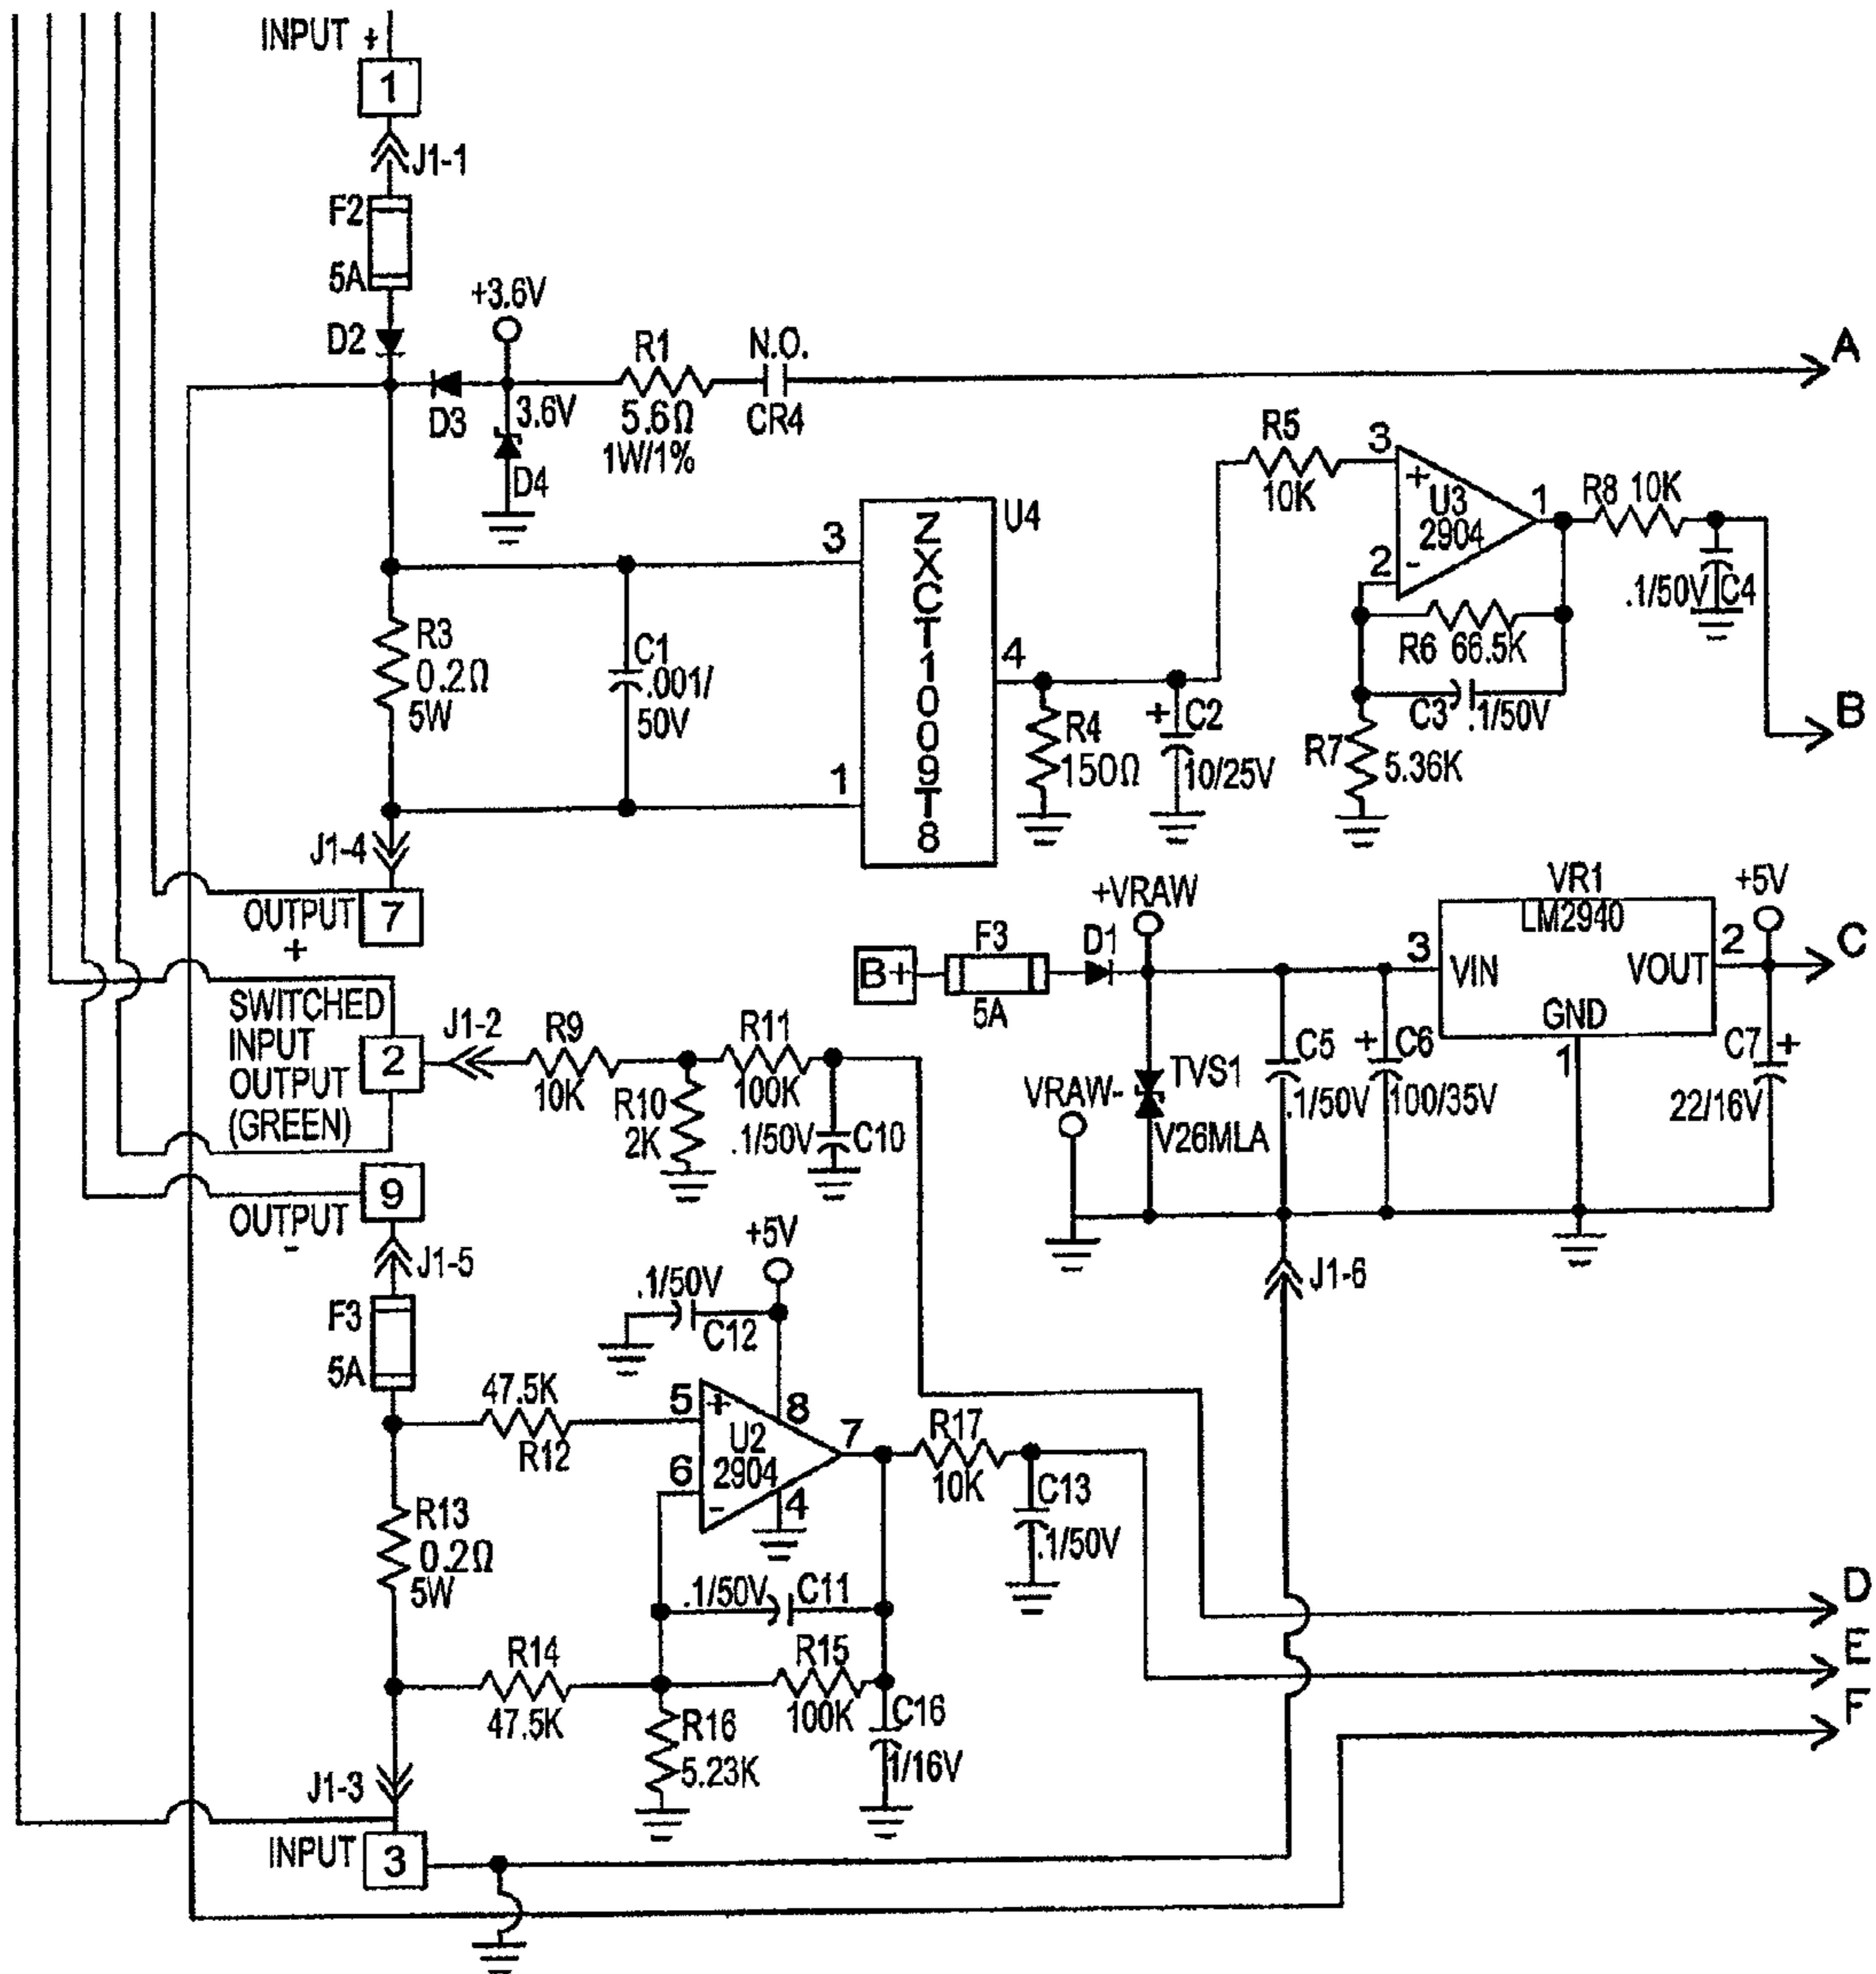 INPUT +
1
J1-1
F2
5A
D2
+3.6V
R1
N.O.
A
D3
3.6V
5.6Ω
1W/1%
CR4
D4
R5
10K
3
+
U3
2904
1
2
-
R8 10K
.1/50V C4
R6 66.5K
C3 .1/50V
R7
5.36K
B
3
ZXCT1009T8
U4
R3
0.2Ω
5W
C1
.001/
50V
4
R4
150Ω
+ C2
10/25V
1
J1-4
OUTPUT
+
7
+VRAW
VR1
LM2940
+5V
B+
F3
5A
D1
3
VIN
VOUT
2
C
GND
1
SWITCHED
INPUT
OUTPUT
(GREEN)
2
J1-2
R9
10K
R11
100K
R10
2K
.1/50V C10
VRAW-
TVS1
V26MLA
C5
.1/50V
+ C6
100/35V
C7 +
22/16V
9
OUTPUT
-
J1-5
+5V
J1-6
.1/50V
C12
F3
5A
47.5K
R12
5
+
8
U2
2904
7
6
-
4
R17
10K
C13
.1/50V
R13
0.2Ω
5W
.1/50V C11
D
R14
47.5K
R15
100K
E
R16
5.23K
C16
1/16V
F
J1-3
INPUT
3